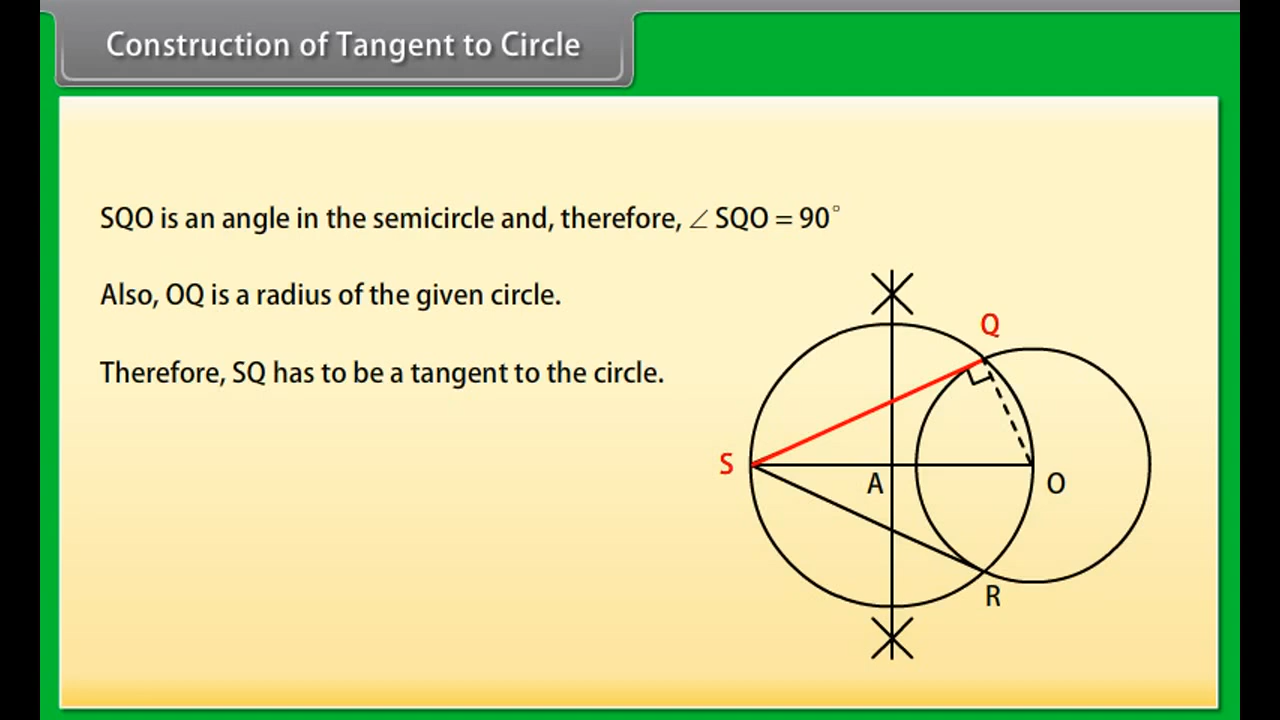 Construction of Tangent to Circle
SQO is an angle in the semicircle and, therefore, ∠ SQO = 90°
Also, OQ is a radius of the given circle.
Therefore, SQ has to be a tangent to the circle.
Q
S
A
O
R